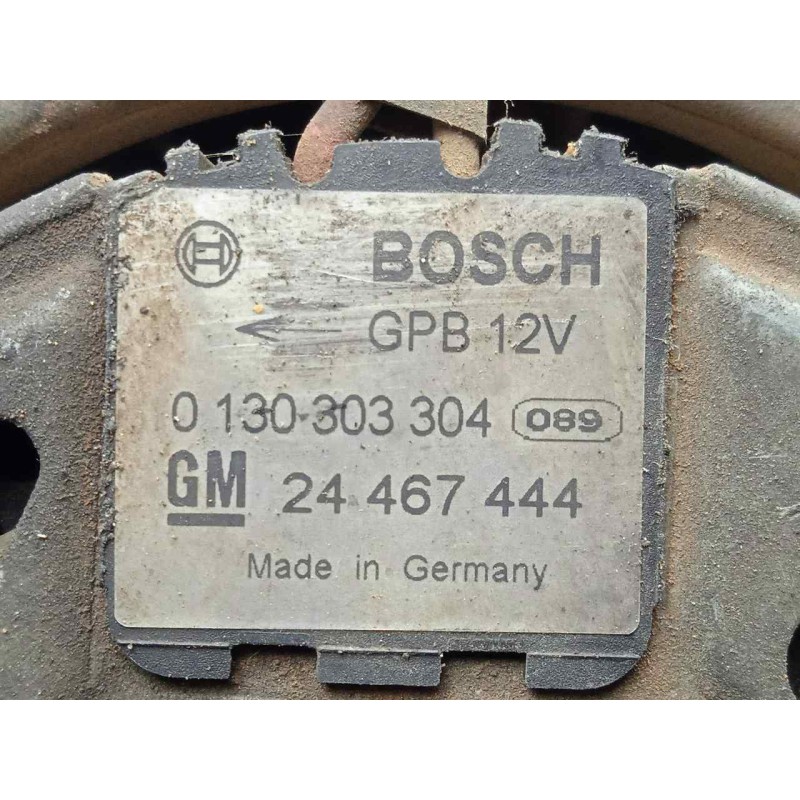 BOSCH
GPB 12V
0 130 303 304 089
GM 24 467 444
Made in Germany